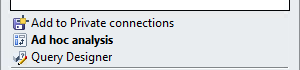 Add to Private connections
Ad hoc analysis
Query Designer